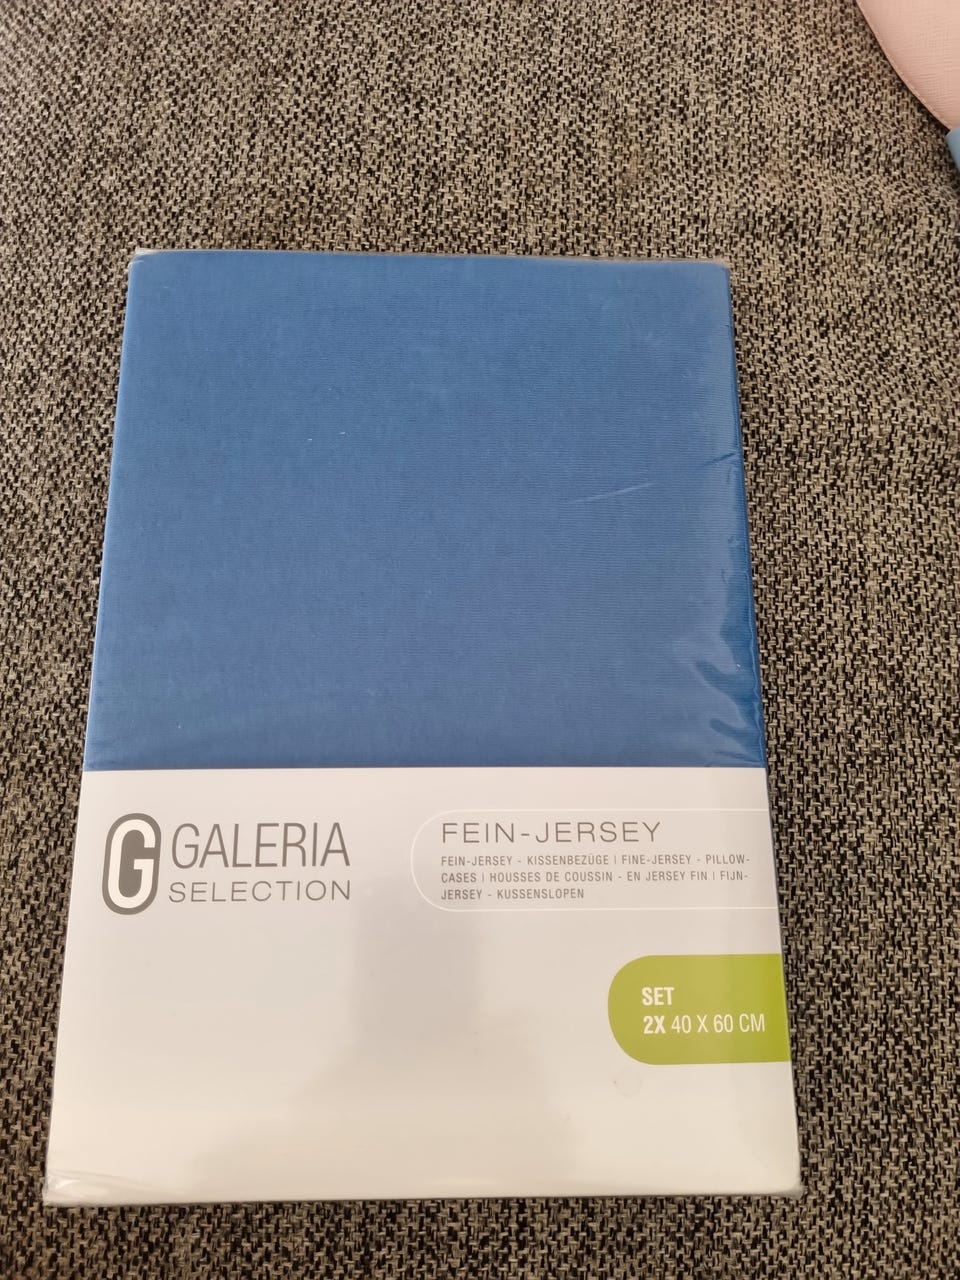 G GALERIA
SELECTION
FEIN-JERSEY
FEIN-JERSEY - KISSENBEZÜGE | FINE-JERSEY - PILLOW-
CASES | HOUSSES DE COUSSIN - EN JERSEY FIN | FIJN-
JERSEY - KUSSENSLOPEN
SET
2X 40 X 60 CM